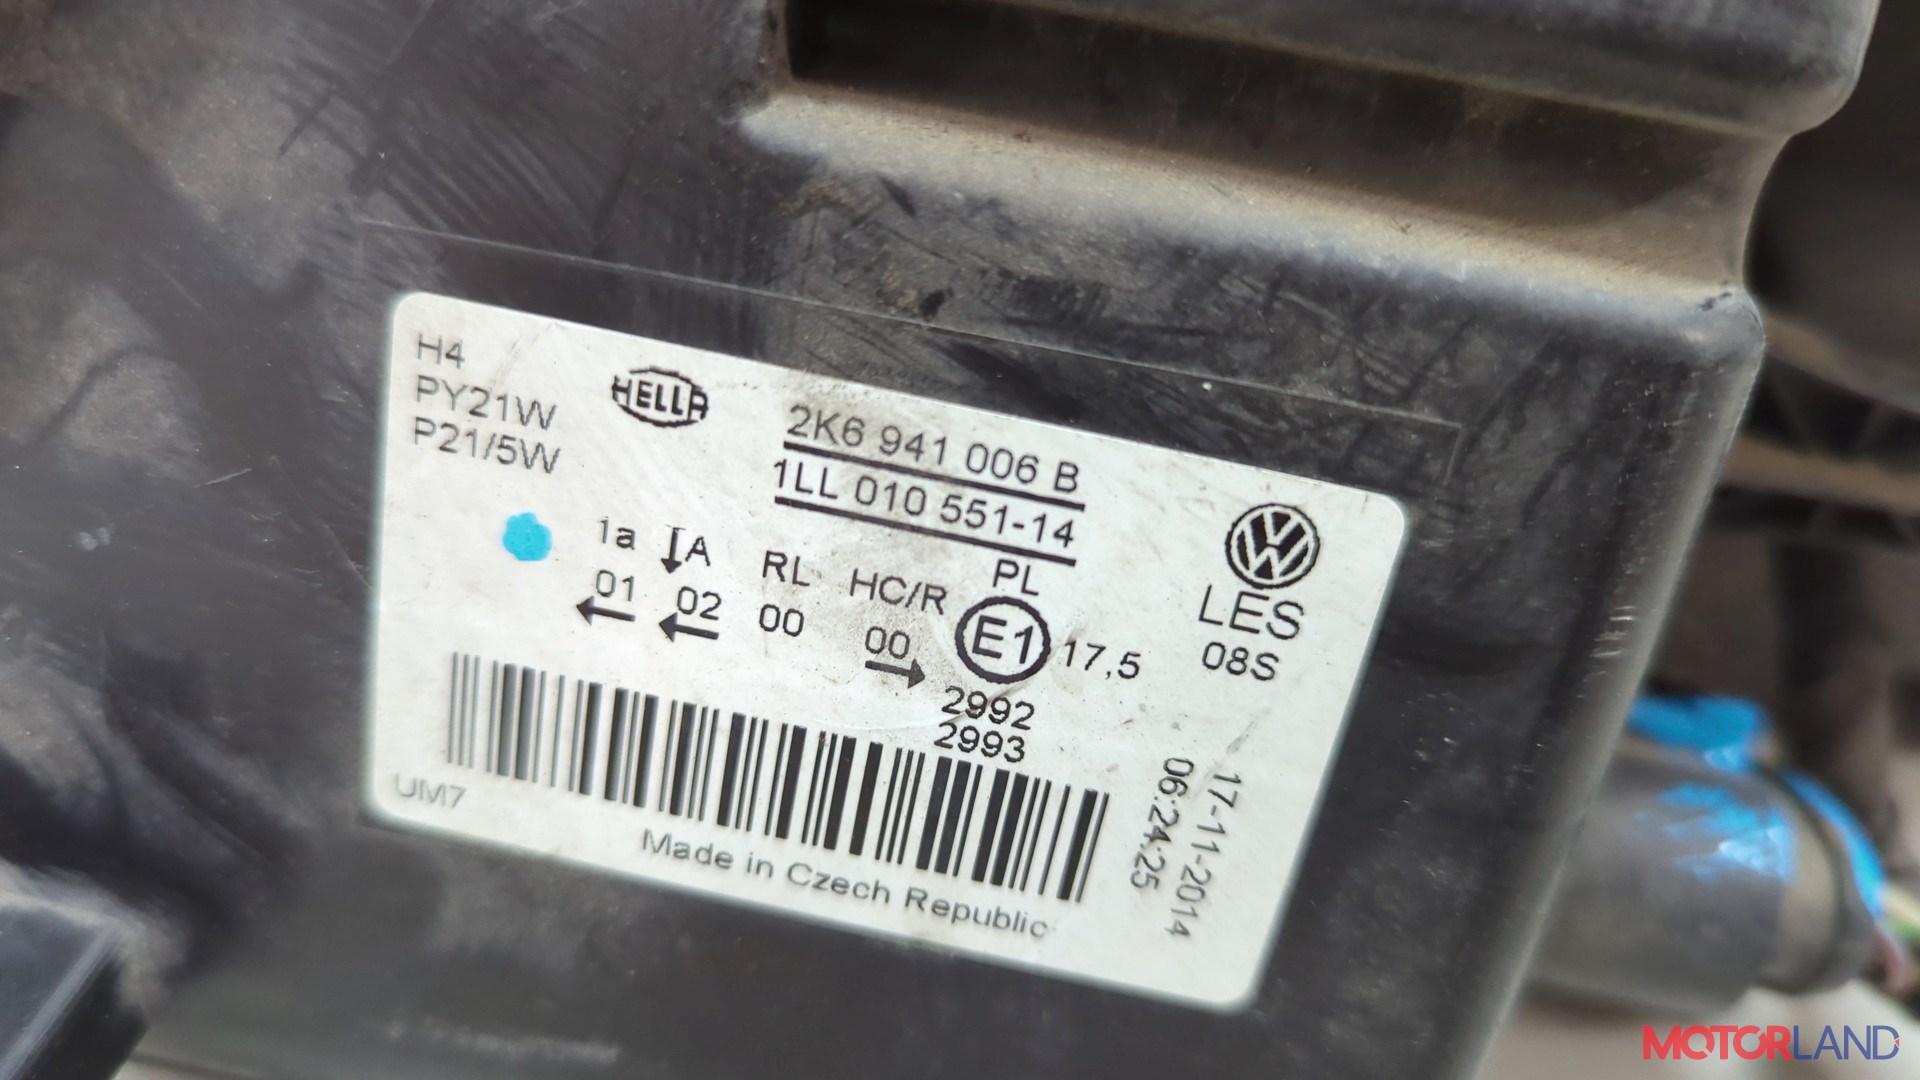 H4
PY21W
P21/5W
HELLA
2K6 941 006 B
1LL 010 551-14
1a A RL HC/R PL
01 02 00 00 E1 17,5
2992
2993
LES
08S
17-11-2014
06:24:25
UM7
Made in Czech Republic
MOTORLAND